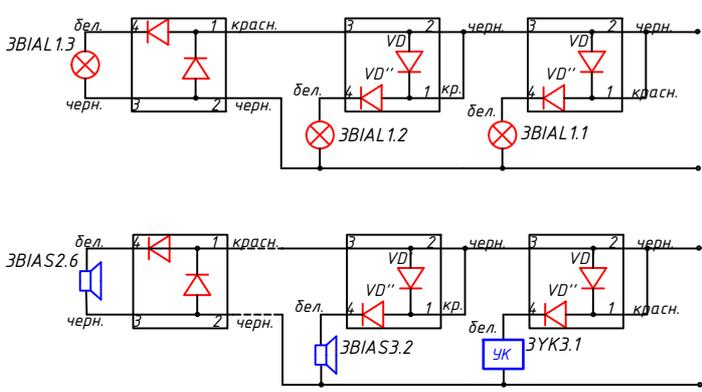 бел. 4 1 красн. 3 2 черн. 3 2 черн.
3BIAL1.3 VD VD
VD'' VD''
черн. 3 2 черн. бел. 4 1 кр. бел. 4 1 красн.
3BIAL1.2 3BIAL1.1
бел. 4 1 красн. 3 2 черн. 3 2 черн.
3BIAS2.6 VD VD
VD'' VD''
черн. 3 2 черн. бел. 4 1 кр. бел. 4 1 красн.
3BIAS3.2 УК 3УК3.1